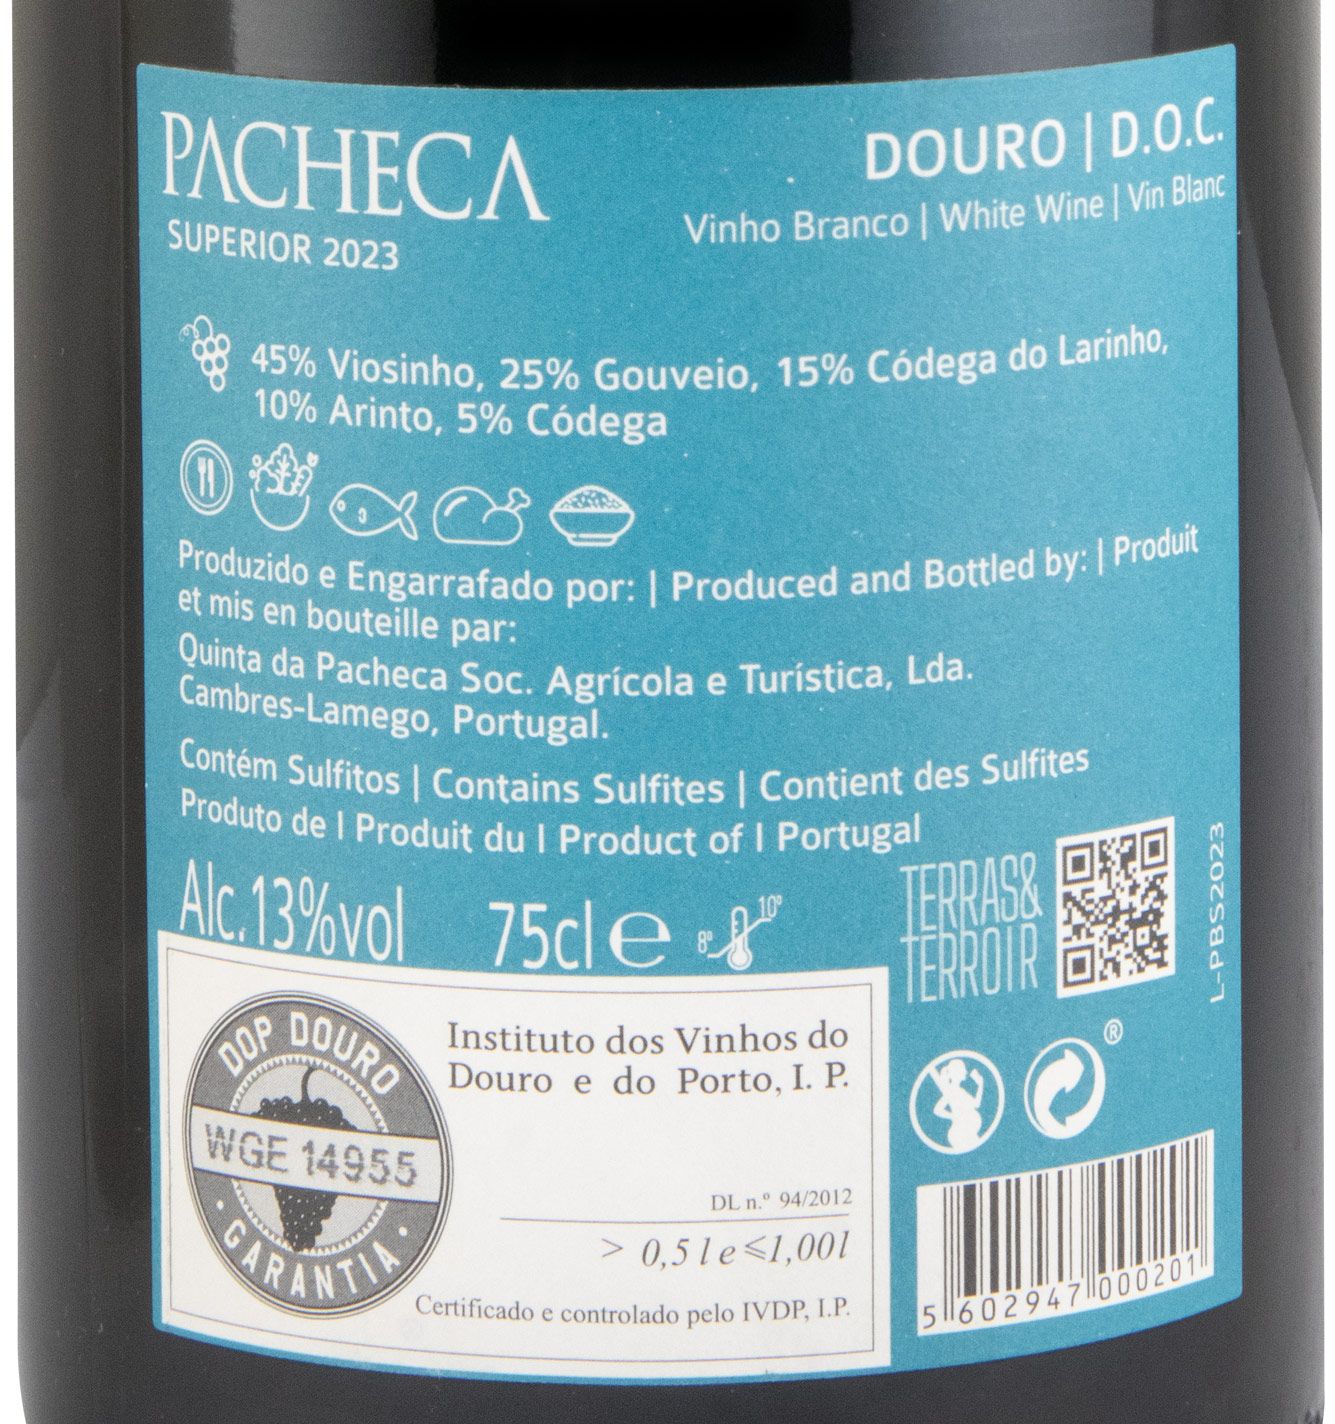 PACHECA
SUPERIOR 2023
DOURO | D.O.C.
Vinho Branco | White Wine | Vin Blanc
45% Viosinho, 25% Gouveio, 15% Códega do Larinho,
10% Arinto, 5% Códega
Produzido e Engarrafado por: | Produced and Bottled by: | Produit
et mis en bouteille par:
Quinta da Pacheca Soc. Agrícola e Turística, Lda.
Cambres-Lamego, Portugal.
Contém Sulfitos | Contains Sulfites | Contient des Sulfites
Produto de | Produit du | Product of | Portugal
Alc.13%vol 75cl e 8º 10º
TERRAS&
TERROIR
L-PBS2023
DOP DOURO
WGE 14955
GARANTIA
Instituto dos Vinhos do
Douro e do Porto, I. P.
DL n.º 94/2012
> 0,5 l e ≤ 1,00l
Certificado e controlado pelo IVDP, I.P.
®
5 602947 000201